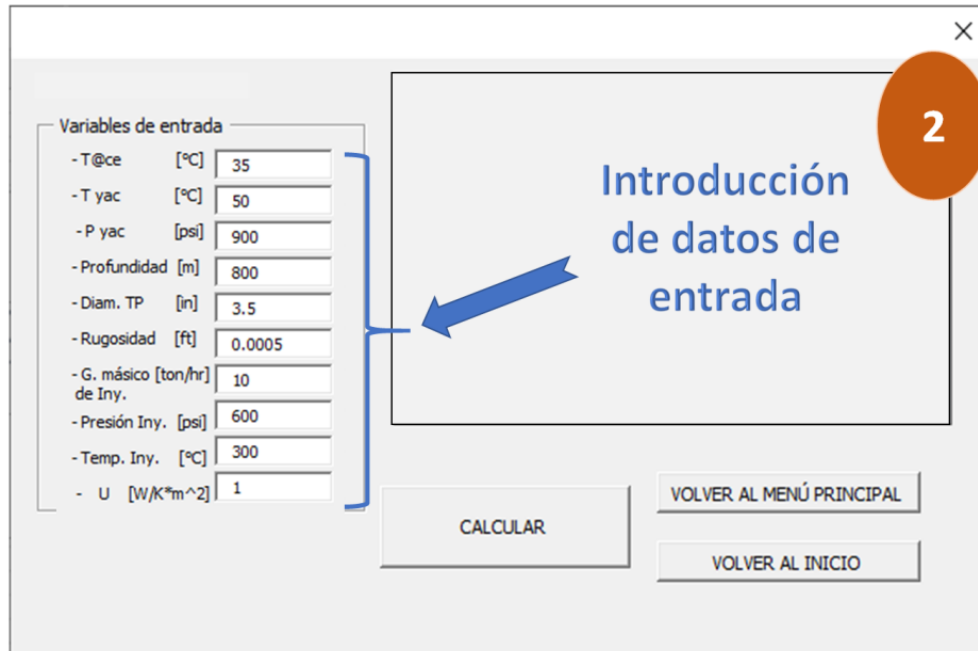 Variables de entrada
- T@ce [ºC] 35
- T yac [ºC] 50
- P yac [psi] 900
- Profundidad [m] 800
- Diam. TP [in] 3.5
- Rugosidad [ft] 0.0005
- G. másico [ton/hr] 10
de Iny.
- Presión Iny. [psi] 600
- Temp. Iny. [ºC] 300
- U [W/K*m^2] 1
2
Introducción
de datos de
entrada
CALCULAR
VOLVER AL MENÚ PRINCIPAL
VOLVER AL INICIO